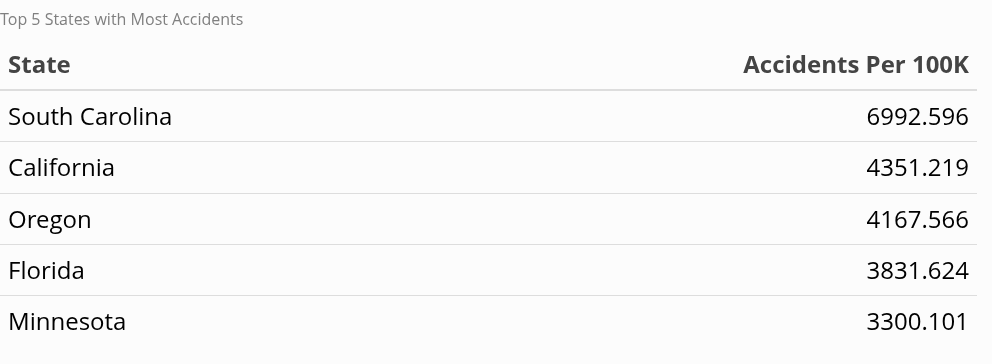 Top 5 States with Most Accidents
State Accidents Per 100K
South Carolina 6992.596
California 4351.219
Oregon 4167.566
Florida 3831.624
Minnesota 3300.101